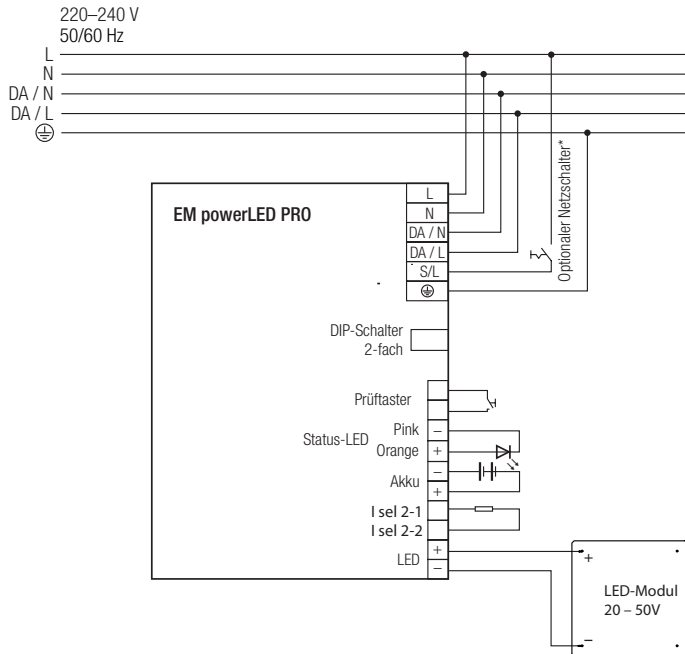 220–240 V
50/60 Hz
L
N
DA / N
DA / L
EM powerLED PRO
L
N
DA / N
DA / L
S/L
Optionaler Netzschalter*
DIP-Schalter
2-fach
Prüftaster
Status-LED
Pink –
Orange +
Akku
–
+
I sel 2-1
I sel 2-2
LED
+
–
+
LED-Modul
20 – 50V
–